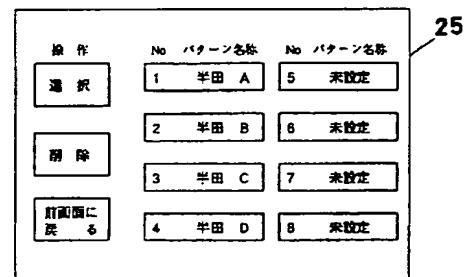 25
操作 No パターン名称 No パターン名称
選択 1 半田 A 5 未設定
2 半田 B 6 未設定
削除
3 半田 C 7 未設定
前画面に
戻る 4 半田 D 8 未設定